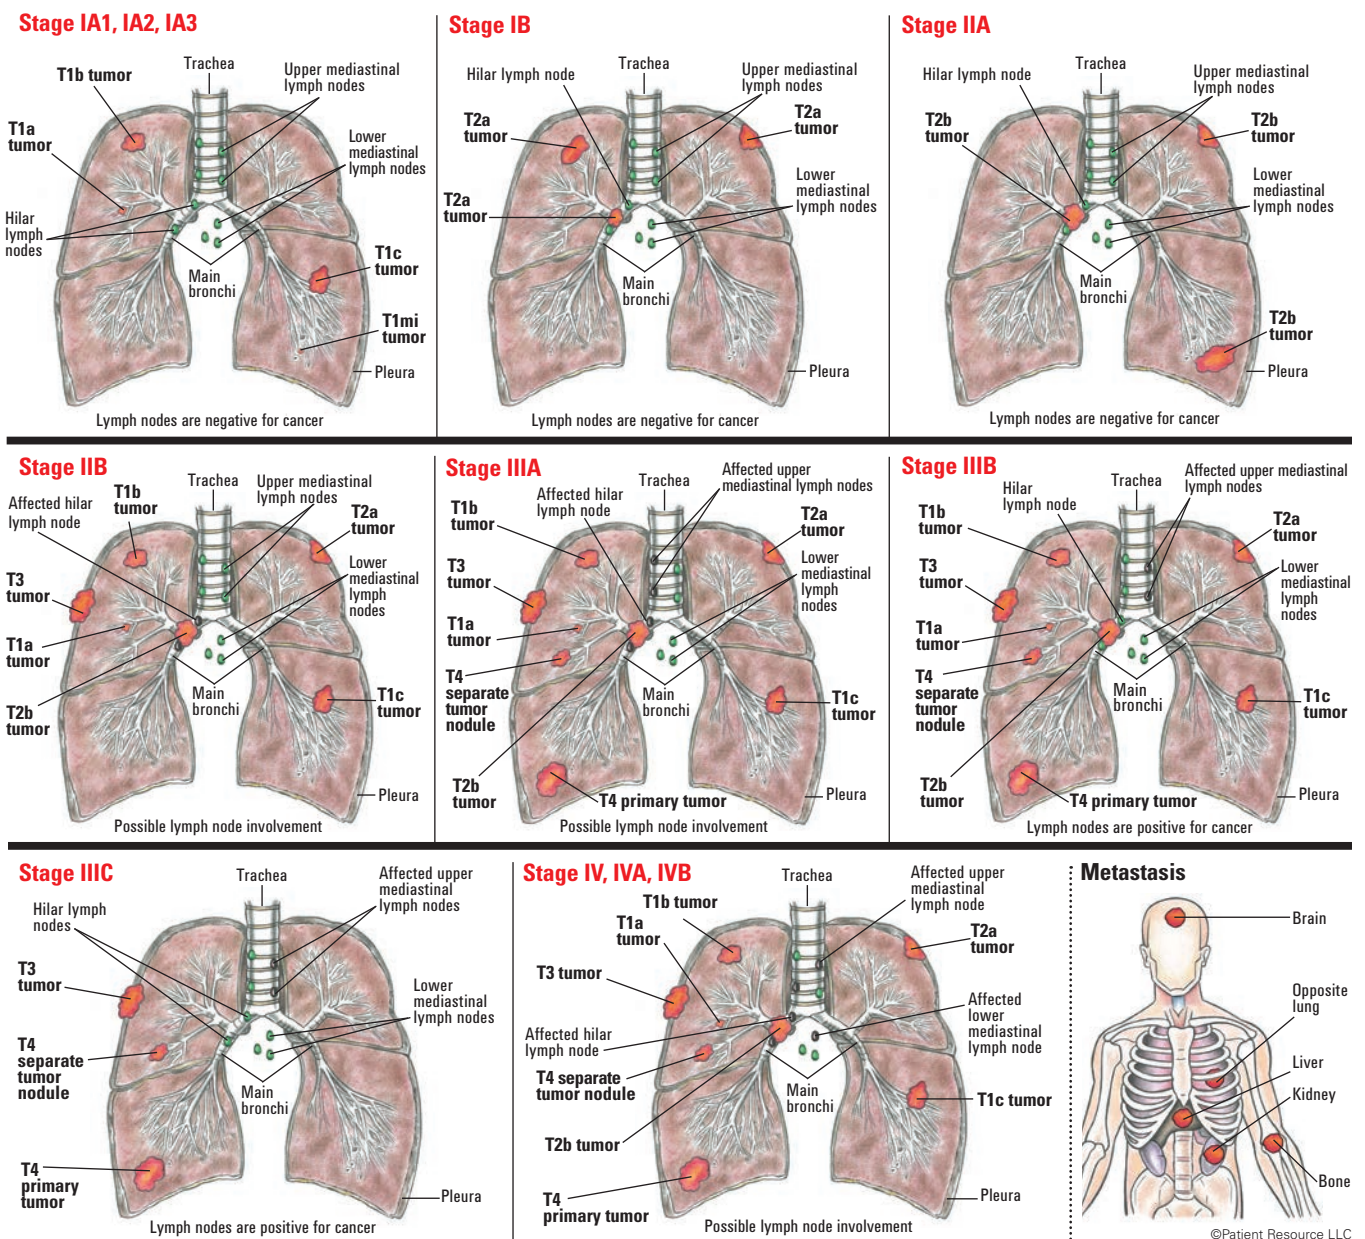 Stage IA1, IA2, IA3
T1b tumor
Trachea
Upper mediastinal
lymph nodes
T1a
tumor
Lower
mediastinal
lymph nodes
Hilar
lymph
nodes
T1c
tumor
Main
bronchi
T1mi
tumor
Pleura
Lymph nodes are negative for cancer
Stage IB
Hilar lymph node
Trachea
Upper mediastinal
lymph nodes
T2a
tumor
T2a
tumor
T2a
tumor
Lower
mediastinal
lymph nodes
Main
bronchi
Pleura
Lymph nodes are negative for cancer
Stage IIA
Hilar lymph node
Trachea
Upper mediastinal
lymph nodes
T2b
tumor
T2b
tumor
Lower
mediastinal
lymph nodes
Main
bronchi
T2b
tumor
Pleura
Lymph nodes are negative for cancer
Stage IIB
Affected hilar
lymph node
T1b
tumor
Trachea
Upper mediastinal
lymph nodes
T2a
tumor
T3
tumor
Lower
mediastinal
lymph
nodes
T1a
tumor
T2b
tumor
Main
bronchi
T1c
tumor
Pleura
Possible lymph node involvement
Stage IIIA
Affected upper
mediastinal lymph nodes
Trachea
Affected hilar
lymph node
T1b
tumor
T2a
tumor
T3
tumor
Lower
mediastinal
lymph
nodes
T1a
tumor
T4
separate
tumor
nodule
Main
bronchi
T1c
tumor
T2b
tumor
T4 primary tumor
Pleura
Possible lymph node involvement
Stage IIIB
Affected upper mediastinal
lymph nodes
Trachea
Hilar
lymph node
T1b
tumor
T2a
tumor
T3
tumor
Lower
mediastinal
lymph
nodes
T1a
tumor
T4
separate
tumor
nodule
Main
bronchi
T1c
tumor
T2b
tumor
T4 primary tumor
Pleura
Lymph nodes are positive for cancer
Stage IIIC
Trachea
Affected upper
mediastinal
lymph nodes
Hilar lymph
nodes
T3
tumor
Lower
mediastinal
lymph nodes
T4
separate
tumor
nodule
Main
bronchi
T4
primary
tumor
Pleura
Lymph nodes are positive for cancer
Stage IV, IVA, IVB
Trachea
Affected upper
mediastinal
lymph node
T1b tumor
T1a
tumor
T2a
tumor
T3 tumor
Affected hilar
lymph node
Affected
lower
mediastinal
lymph node
T4 separate
tumor nodule
Main
bronchi
T1c tumor
T2b tumor
T4
primary tumor
Pleura
Possible lymph node involvement
Metastasis
Brain
Opposite
lung
Liver
Kidney
Bone
©Patient Resource LLC